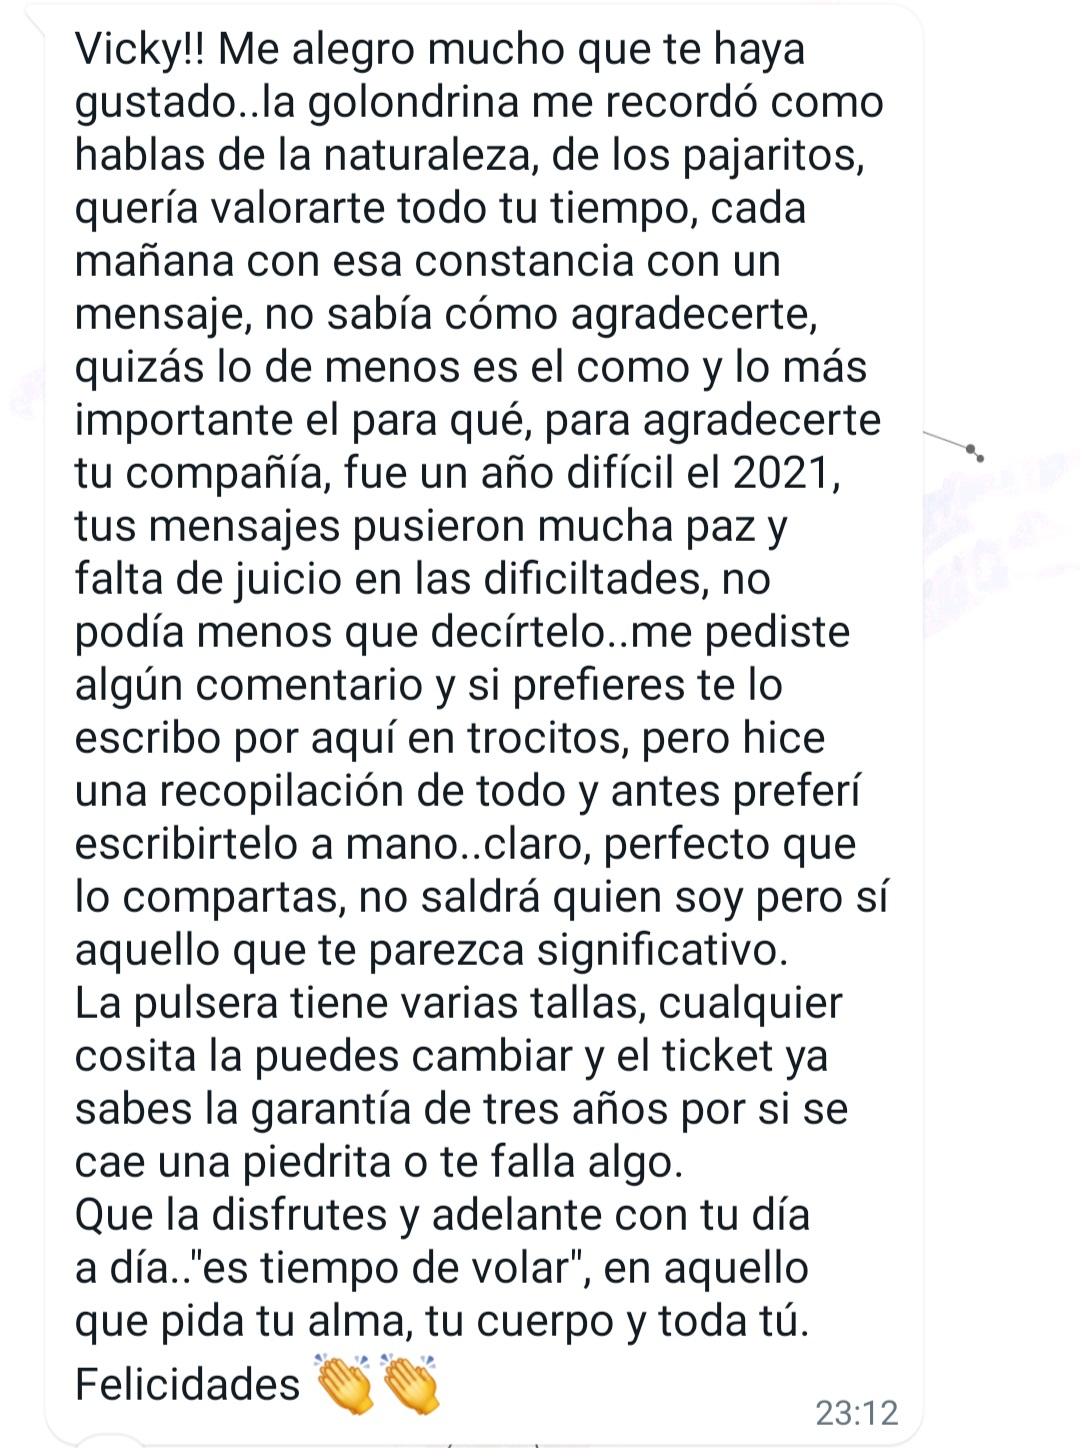 Vicky!! Me alegro mucho que te haya
gustado..la golondrina me recordó como
hablas de la naturaleza, de los pajaritos,
quería valorarte todo tu tiempo, cada
mañana con esa constancia con un
mensaje, no sabía cómo agradecerte,
quizás lo de menos es el como y lo más
importante el para qué, para agradecerte
tu compañía, fue un año difícil el 2021,
tus mensajes pusieron mucha paz y
falta de juicio en las dificiltades, no
podía menos que decírtelo..me pediste
algún comentario y si prefieres te lo
escribo por aquí en trocitos, pero hice
una recopilación de todo y antes preferí
escribirtelo a mano..claro, perfecto que
lo compartas, no saldrá quien soy pero sí
aquello que te parezca significativo.
La pulsera tiene varias tallas, cualquier
cosita la puedes cambiar y el ticket ya
sabes la garantía de tres años por si se
cae una piedrita o te falla algo.
Que la disfrutes y adelante con tu día
a día.."es tiempo de volar", en aquello
que pida tu alma, tu cuerpo y toda tú.
Felicidades 👏👏
23:12